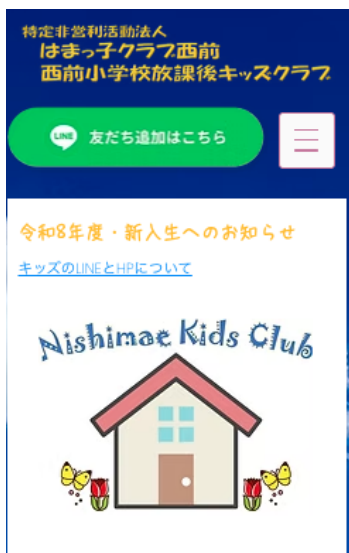 特定非営利活動法人
はまっ子クラブ西前
西前小学校放課後キッズクラブ
LINE 友だち追加はこちら
令和8年度・新入生へのお知らせ
キッズのLINEとHPについて
Nishimae Kids Club